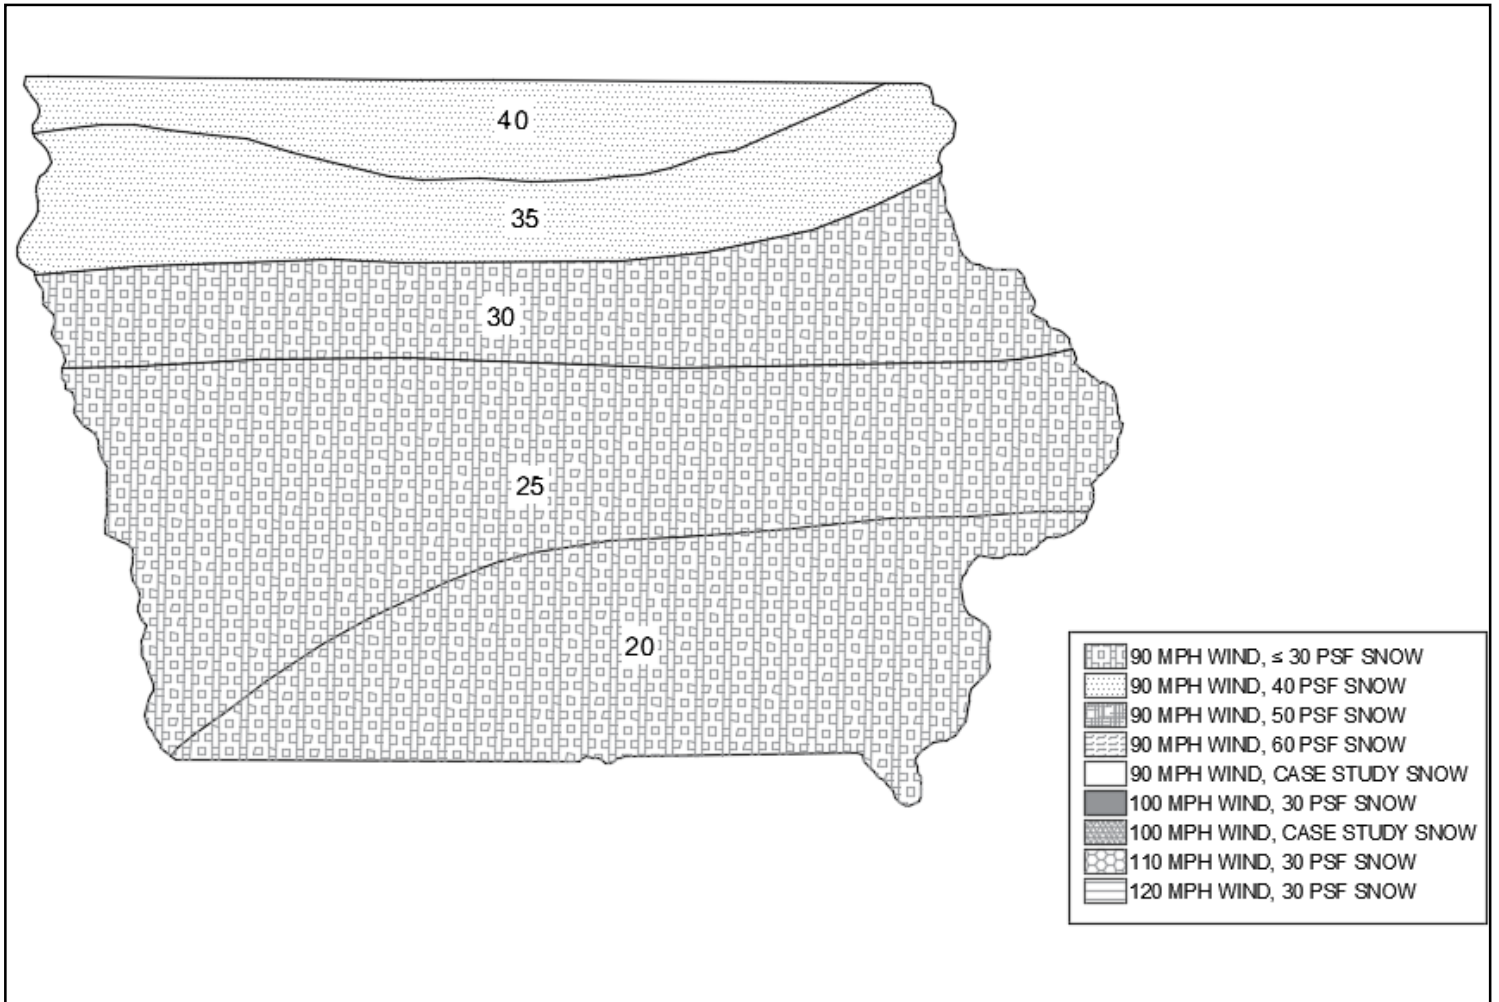 40
35
30
25
20
90 MPH WIND, ≤ 30 PSF SNOW
90 MPH WIND, 40 PSF SNOW
90 MPH WIND, 50 PSF SNOW
90 MPH WIND, 60 PSF SNOW
90 MPH WIND, CASE STUDY SNOW
100 MPH WIND, 30 PSF SNOW
100 MPH WIND, CASE STUDY SNOW
110 MPH WIND, 30 PSF SNOW
120 MPH WIND, 30 PSF SNOW